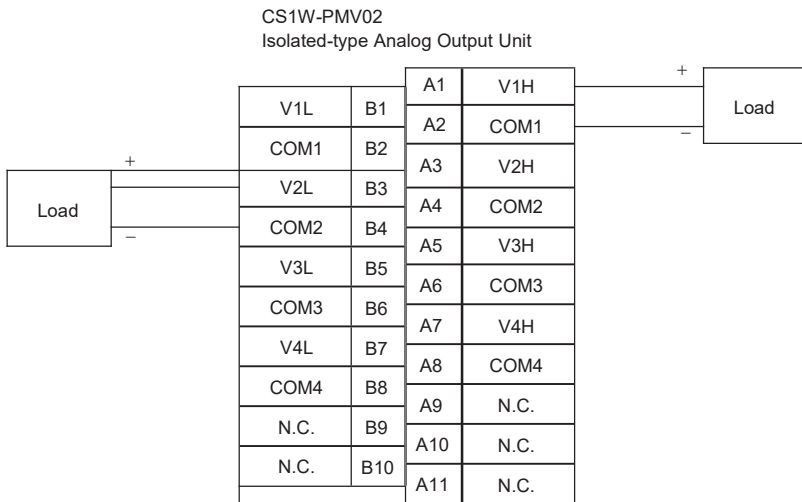 CS1W-PMV02
Isolated-type Analog Output Unit
A1 V1H
V1L B1
A2 COM1
COM1 B2
A3 V2H
V2L B3
A4 COM2
COM2 B4
A5 V3H
V3L B5
A6 COM3
COM3 B6
A7 V4H
V4L B7
A8 COM4
COM4 B8
A9 N.C.
N.C. B9
A10 N.C.
N.C. B10
A11 N.C.
+
Load
−
+
Load
−